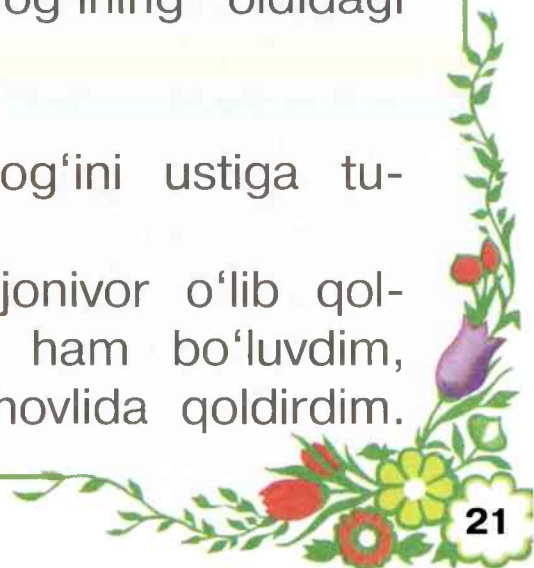 og‘ining oldidagi
og‘ini ustiga tu-
jonivor o‘lib qol-
ham bo‘luvdim,
hovlida qoldirdim.
21